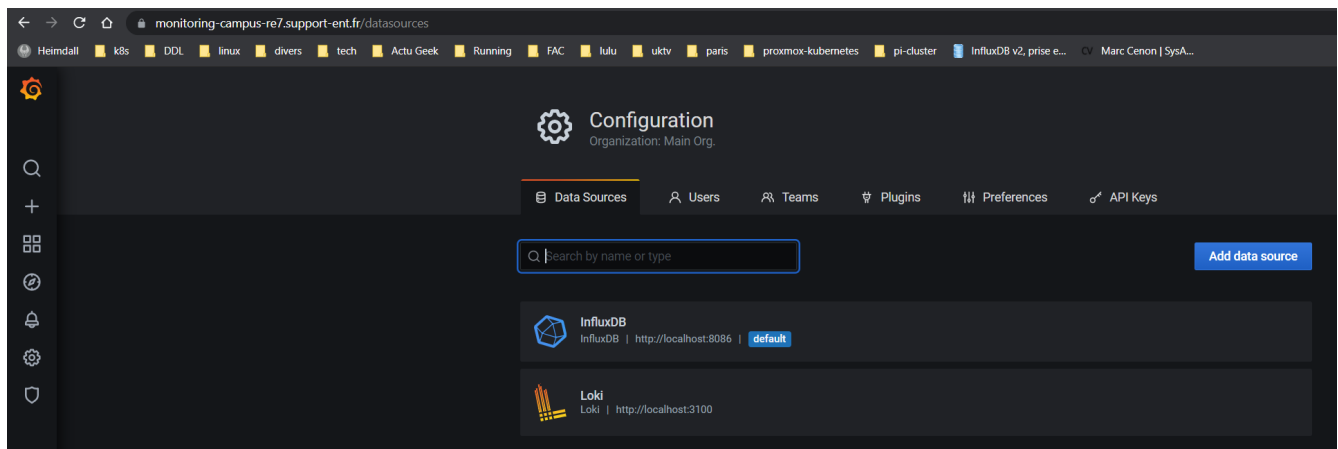 monitoring-campus-re7.support-ent.fr/datasources
Heimdall k8s DDL linux divers tech Actu Geek Running FAC lulu uktv paris proxmox-kubernetes pi-cluster InfluxDB v2, prise e... CV Marc Cenon | SysA...
Configuration
Organization: Main Org.
Data Sources Users Teams Plugins Preferences API Keys
Search by name or type Add data source
InfluxDB
InfluxDB | http://localhost:8086 | default
Loki
Loki | http://localhost:3100